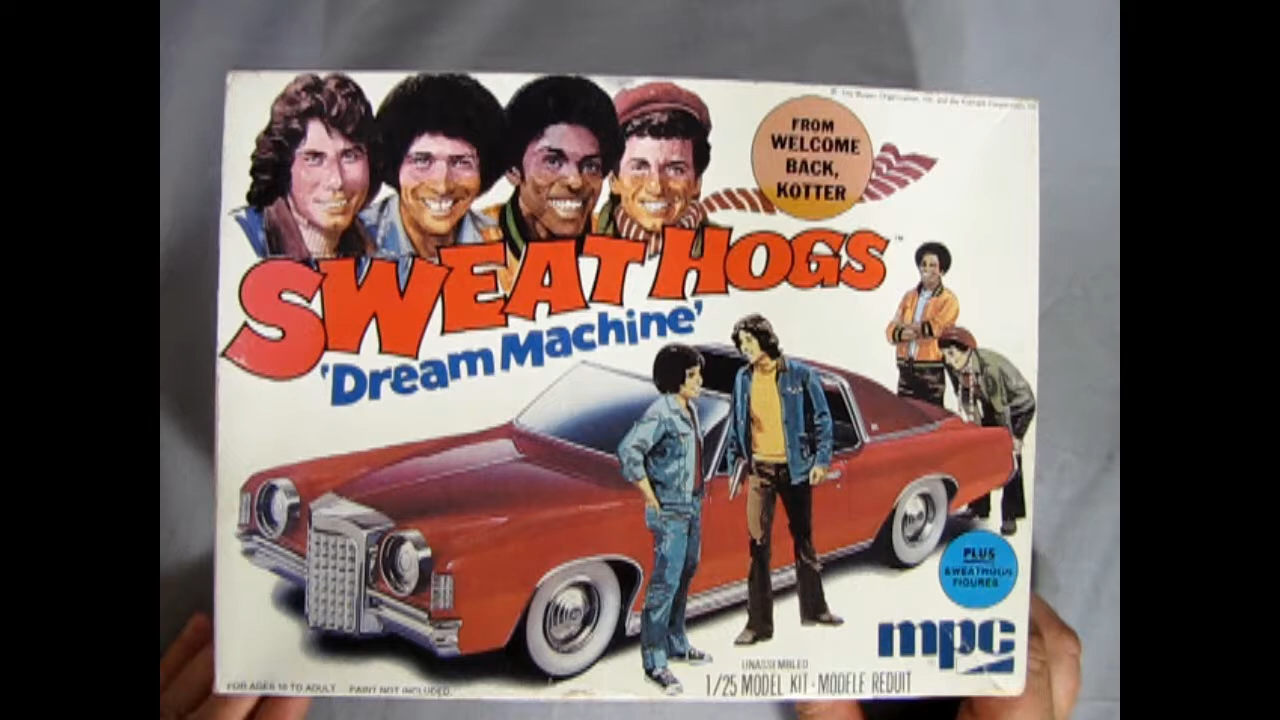 FROM
WELCOME
BACK,
KOTTER
SWEATHOGS™
'Dream Machine'
PLUS
SWEATHOGS
FIGURES
mpc
UNASSEMBLED
1/25 MODEL KIT · MODELE REDUIT
FOR AGES 10 TO ADULT PAINT NOT INCLUDED.